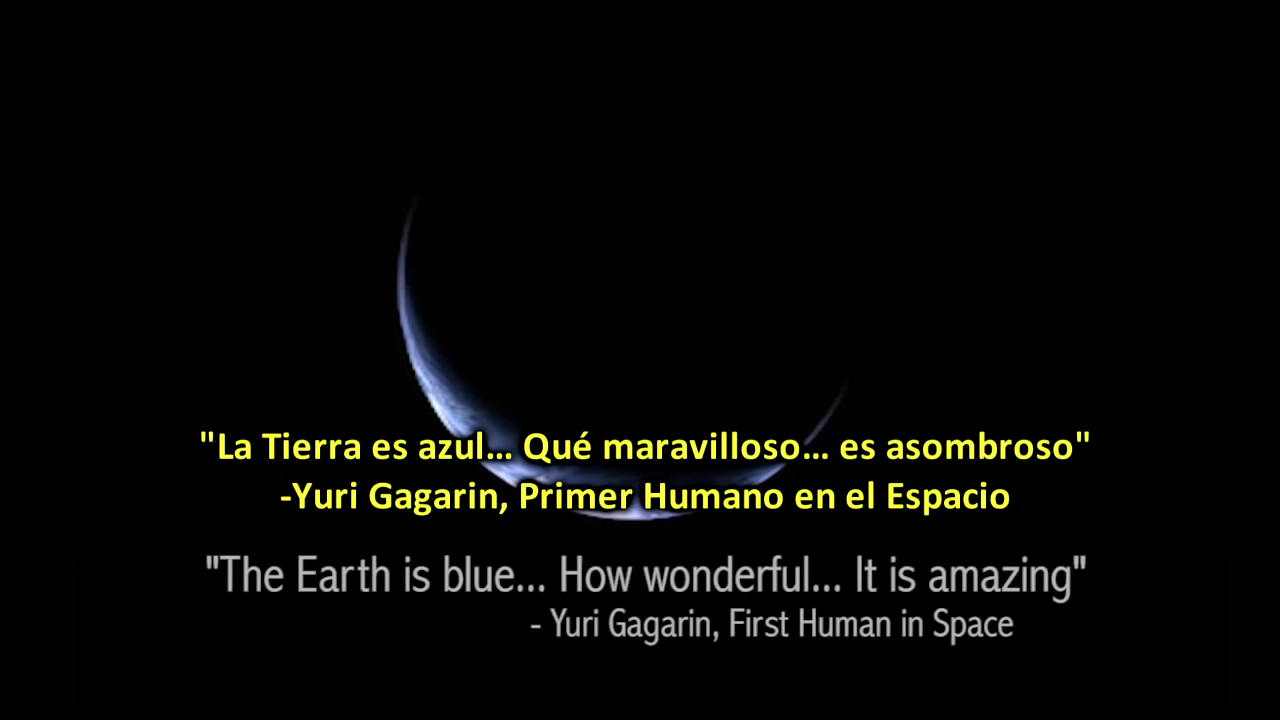 "La Tierra es azul... Qué maravilloso... es asombroso"
-Yuri Gagarin, Primer Humano en el Espacio
"The Earth is blue... How wonderful... It is amazing"
- Yuri Gagarin, First Human in Space